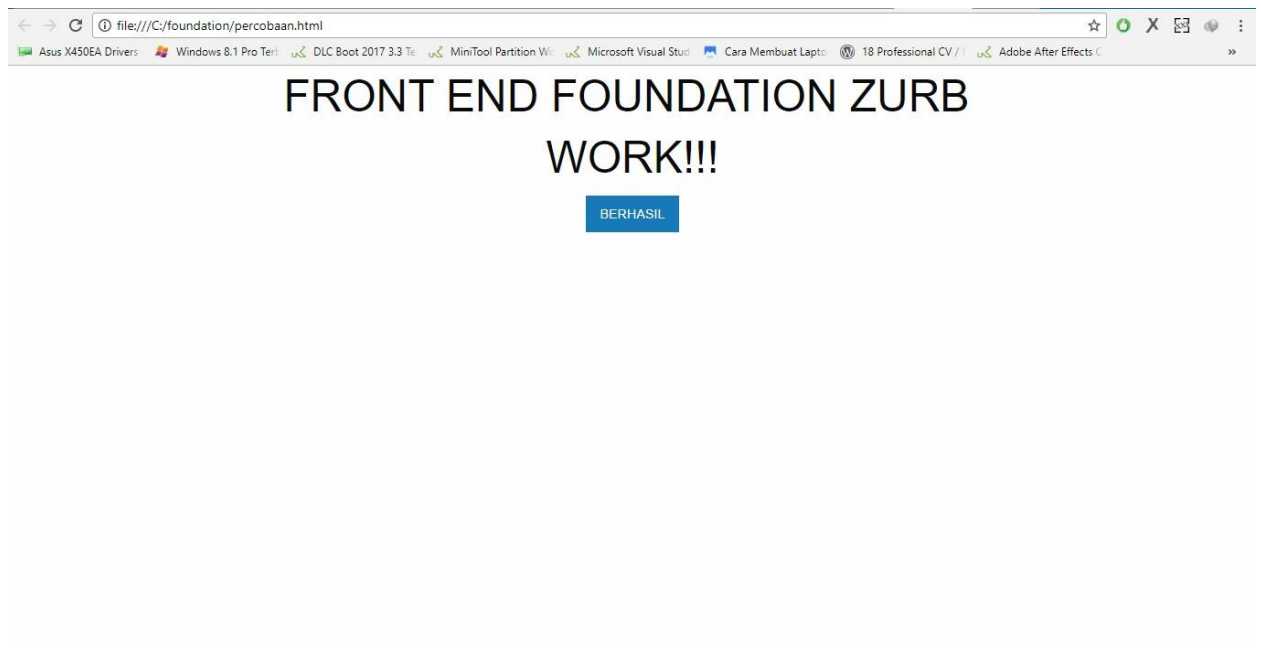 file:///C:/foundation/percobaan.html
Asus X450EA Drivers Windows 8.1 Pro Ter DLC Boot 2017 3.3 Te MiniTool Partition Wi Microsoft Visual Stud Cara Membuat Lapto 18 Professional CV / Adobe After Effects C »
FRONT END FOUNDATION ZURB
WORK!!!
BERHASIL